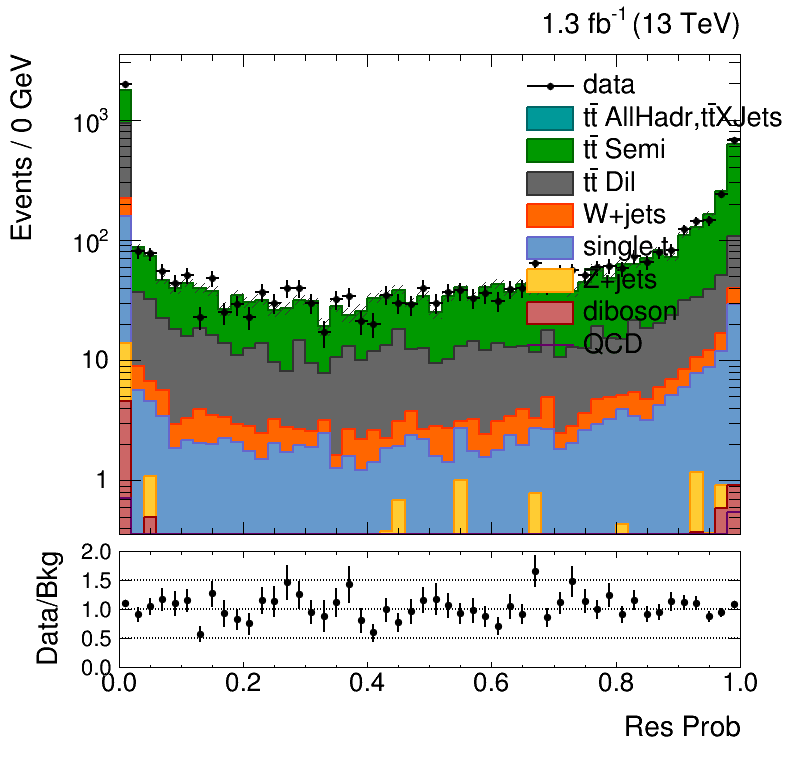 1.3 fb⁻¹ (13 TeV)
Events / 0 GeV
10³
10²
10
1
data
tt̄ AllHadr,tt̄XJets
tt̄ Semi
tt̄ Dil
W+jets
single t
Z+jets
diboson
QCD
Data/Bkg
2.0
1.5
1.0
0.5
0.0
0.0 0.2 0.4 0.6 0.8 1.0
Res Prob